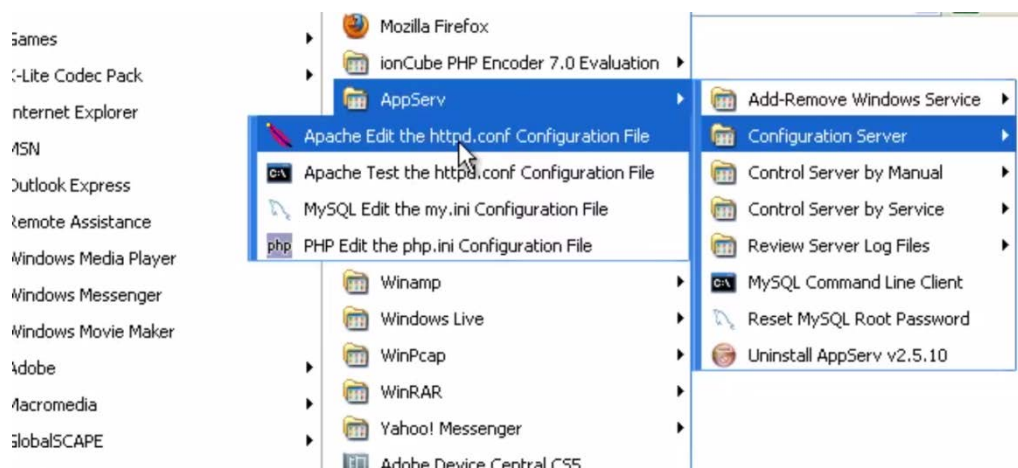 Games
K-Lite Codec Pack
Internet Explorer
MSN
Outlook Express
Remote Assistance
Windows Media Player
Windows Messenger
Windows Movie Maker
Adobe
Macromedia
GlobalSCAPE
Mozilla Firefox
ionCube PHP Encoder 7.0 Evaluation
AppServ
Apache Edit the httpd.conf Configuration File
Apache Test the httpd.conf Configuration File
MySQL Edit the my.ini Configuration File
php PHP Edit the php.ini Configuration File
Winamp
Windows Live
WinPcap
WinRAR
Yahoo! Messenger
Adobe Device Central CS5
Add-Remove Windows Service
Configuration Server
Control Server by Manual
Control Server by Service
Review Server Log Files
MySQL Command Line Client
Reset MySQL Root Password
Uninstall AppServ v2.5.10